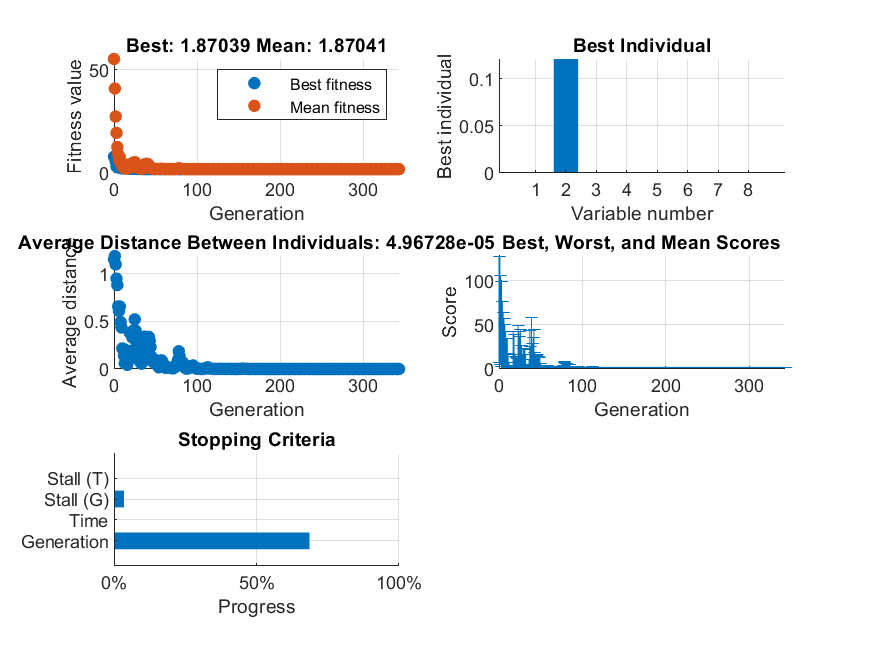 Best: 1.87039 Mean: 1.87041
Fitness value
50
0
Best fitness
Mean fitness
0 100 200 300
Generation
Best Individual
Best individual
0.1
0.05
0
1 2 3 4 5 6 7 8
Variable number
Average Distance Between Individuals: 4.96728e-05
Average distance
1
0.5
0
0 100 200 300
Generation
Best, Worst, and Mean Scores
Score
100
50
0
0 100 200 300
Generation
Stopping Criteria
Stall (T)
Stall (G)
Time
Generation
0% 50% 100%
Progress